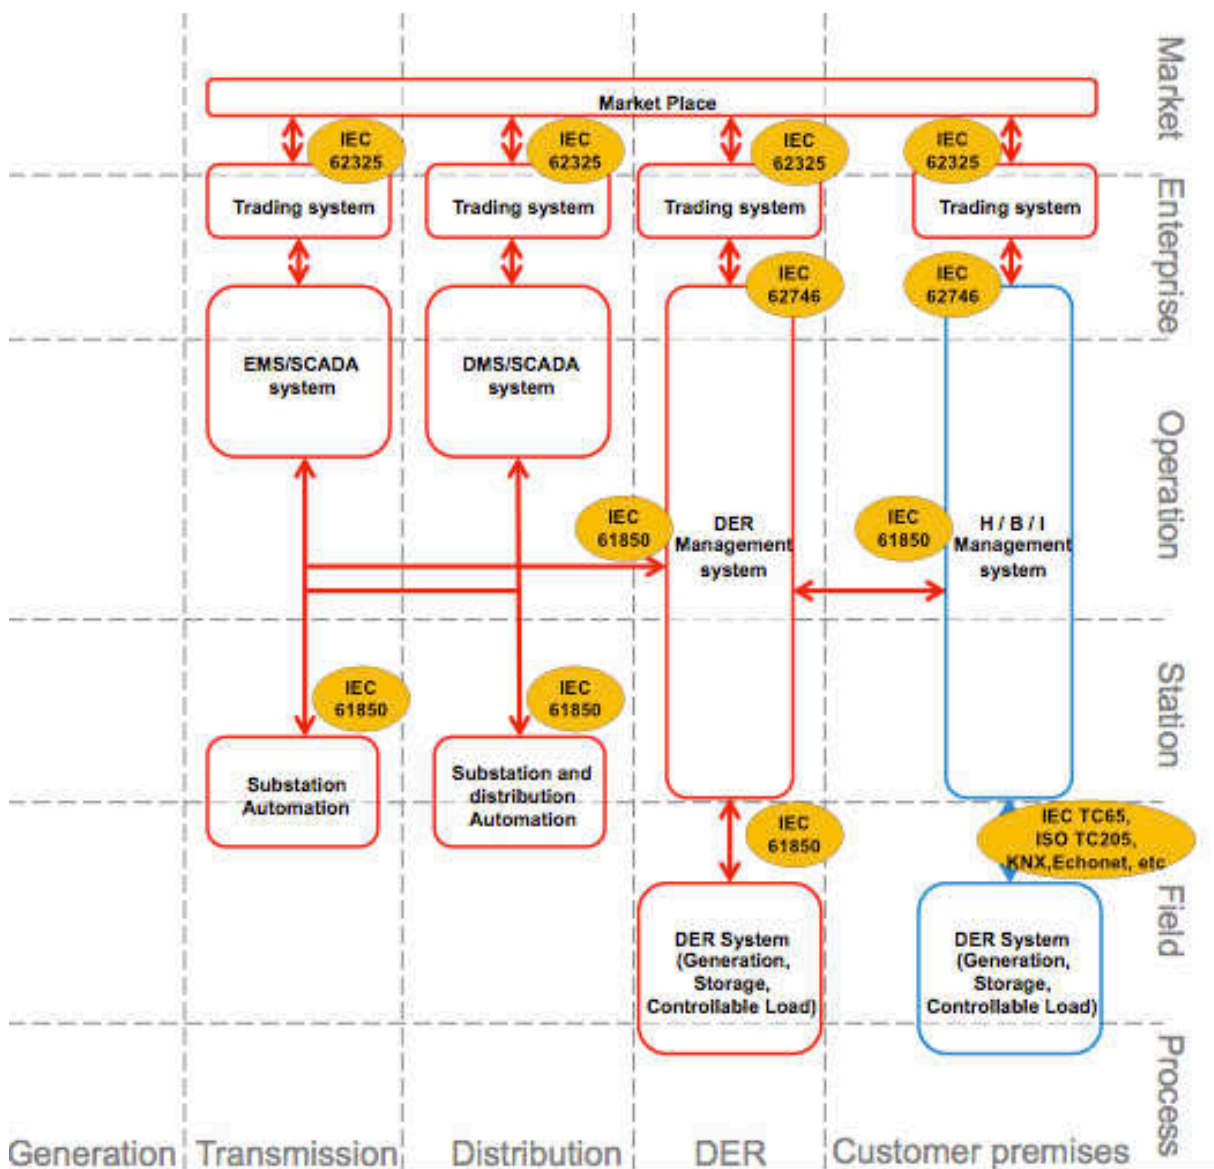 Market
Market Place
IEC
62325
IEC
62325
IEC
62325
IEC
62325
Enterprise
Trading system
Trading system
Trading system
Trading system
IEC
62746
IEC
62746
EMS/SCADA
system
DMS/SCADA
system
Operation
IEC
61850
DER
Management
system
IEC
61850
H / B / I
Management
system
Station
IEC
61850
IEC
61850
Substation
Automation
Substation and
distribution
Automation
IEC
61850
IEC TC65,
ISO TC205,
KNX,Echonet, etc
Field
DER System
(Generation,
Storage,
Controllable Load)
DER System
(Generation,
Storage,
Controllable Load)
Process
Generation
Transmission
Distribution
DER
Customer premises